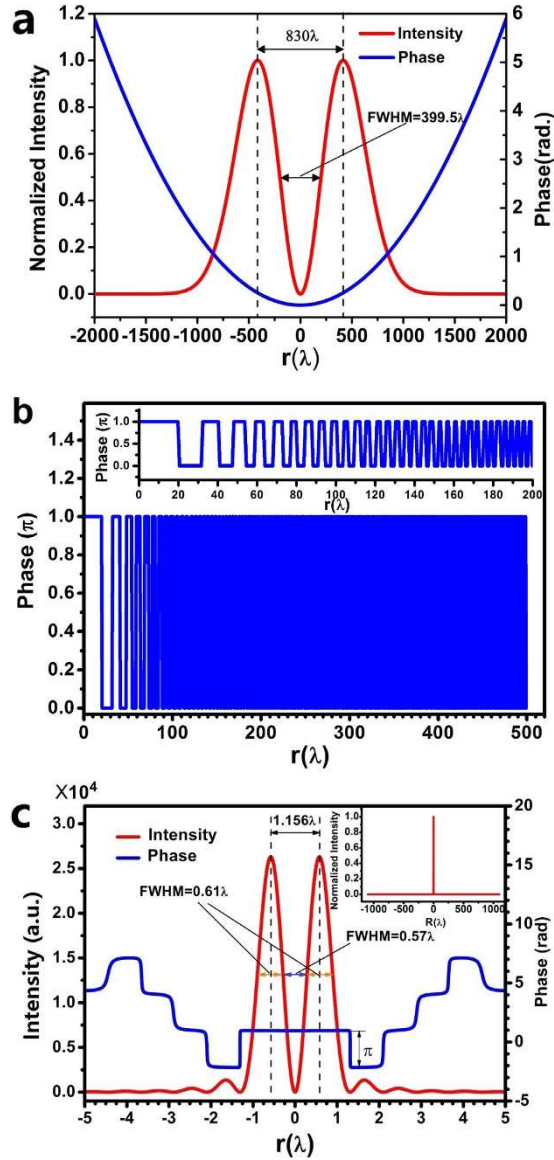 a
1.2
1.0
0.8
0.6
0.4
0.2
0.0
Normalized Intensity
830λ
Intensity
Phase
FWHM=399.5λ
6
5
4
3
2
1
0
Phase(rad.)
-2000 -1500 -1000 -500 0 500 1000 1500 2000
r(λ)
b
Phase (π)
1.0
0.5
0.0
0 20 40 60 80 100 120 140 160 180 200
r(λ)
1.4
1.2
1.0
0.8
0.6
0.4
0.2
0.0
Phase (π)
0 100 200 300 400 500
r(λ)
c
X10⁴
3.0k
2.5k
2.0k
1.5k
1.0k
5.0k
0.0
Intensity (a.u.)
Intensity
Phase
1.156λ
FWHM=0.61λ
FWHM=0.57λ
π
Normalized Intensity
1.0
0.8
0.6
0.4
0.2
0.0
-1000 -500 0 500 1000
R(λ)
20
15
10
5
0
-5
Phase (rad)
-5 -4 -3 -2 -1 0 1 2 3 4 5
r(λ)